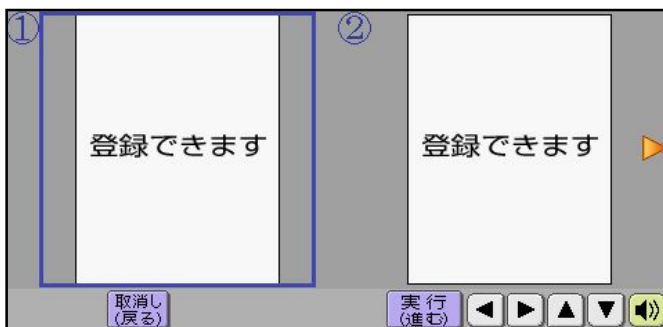 ① ②
登録できます 登録できます
取消し 実行
(戻る) (進む)